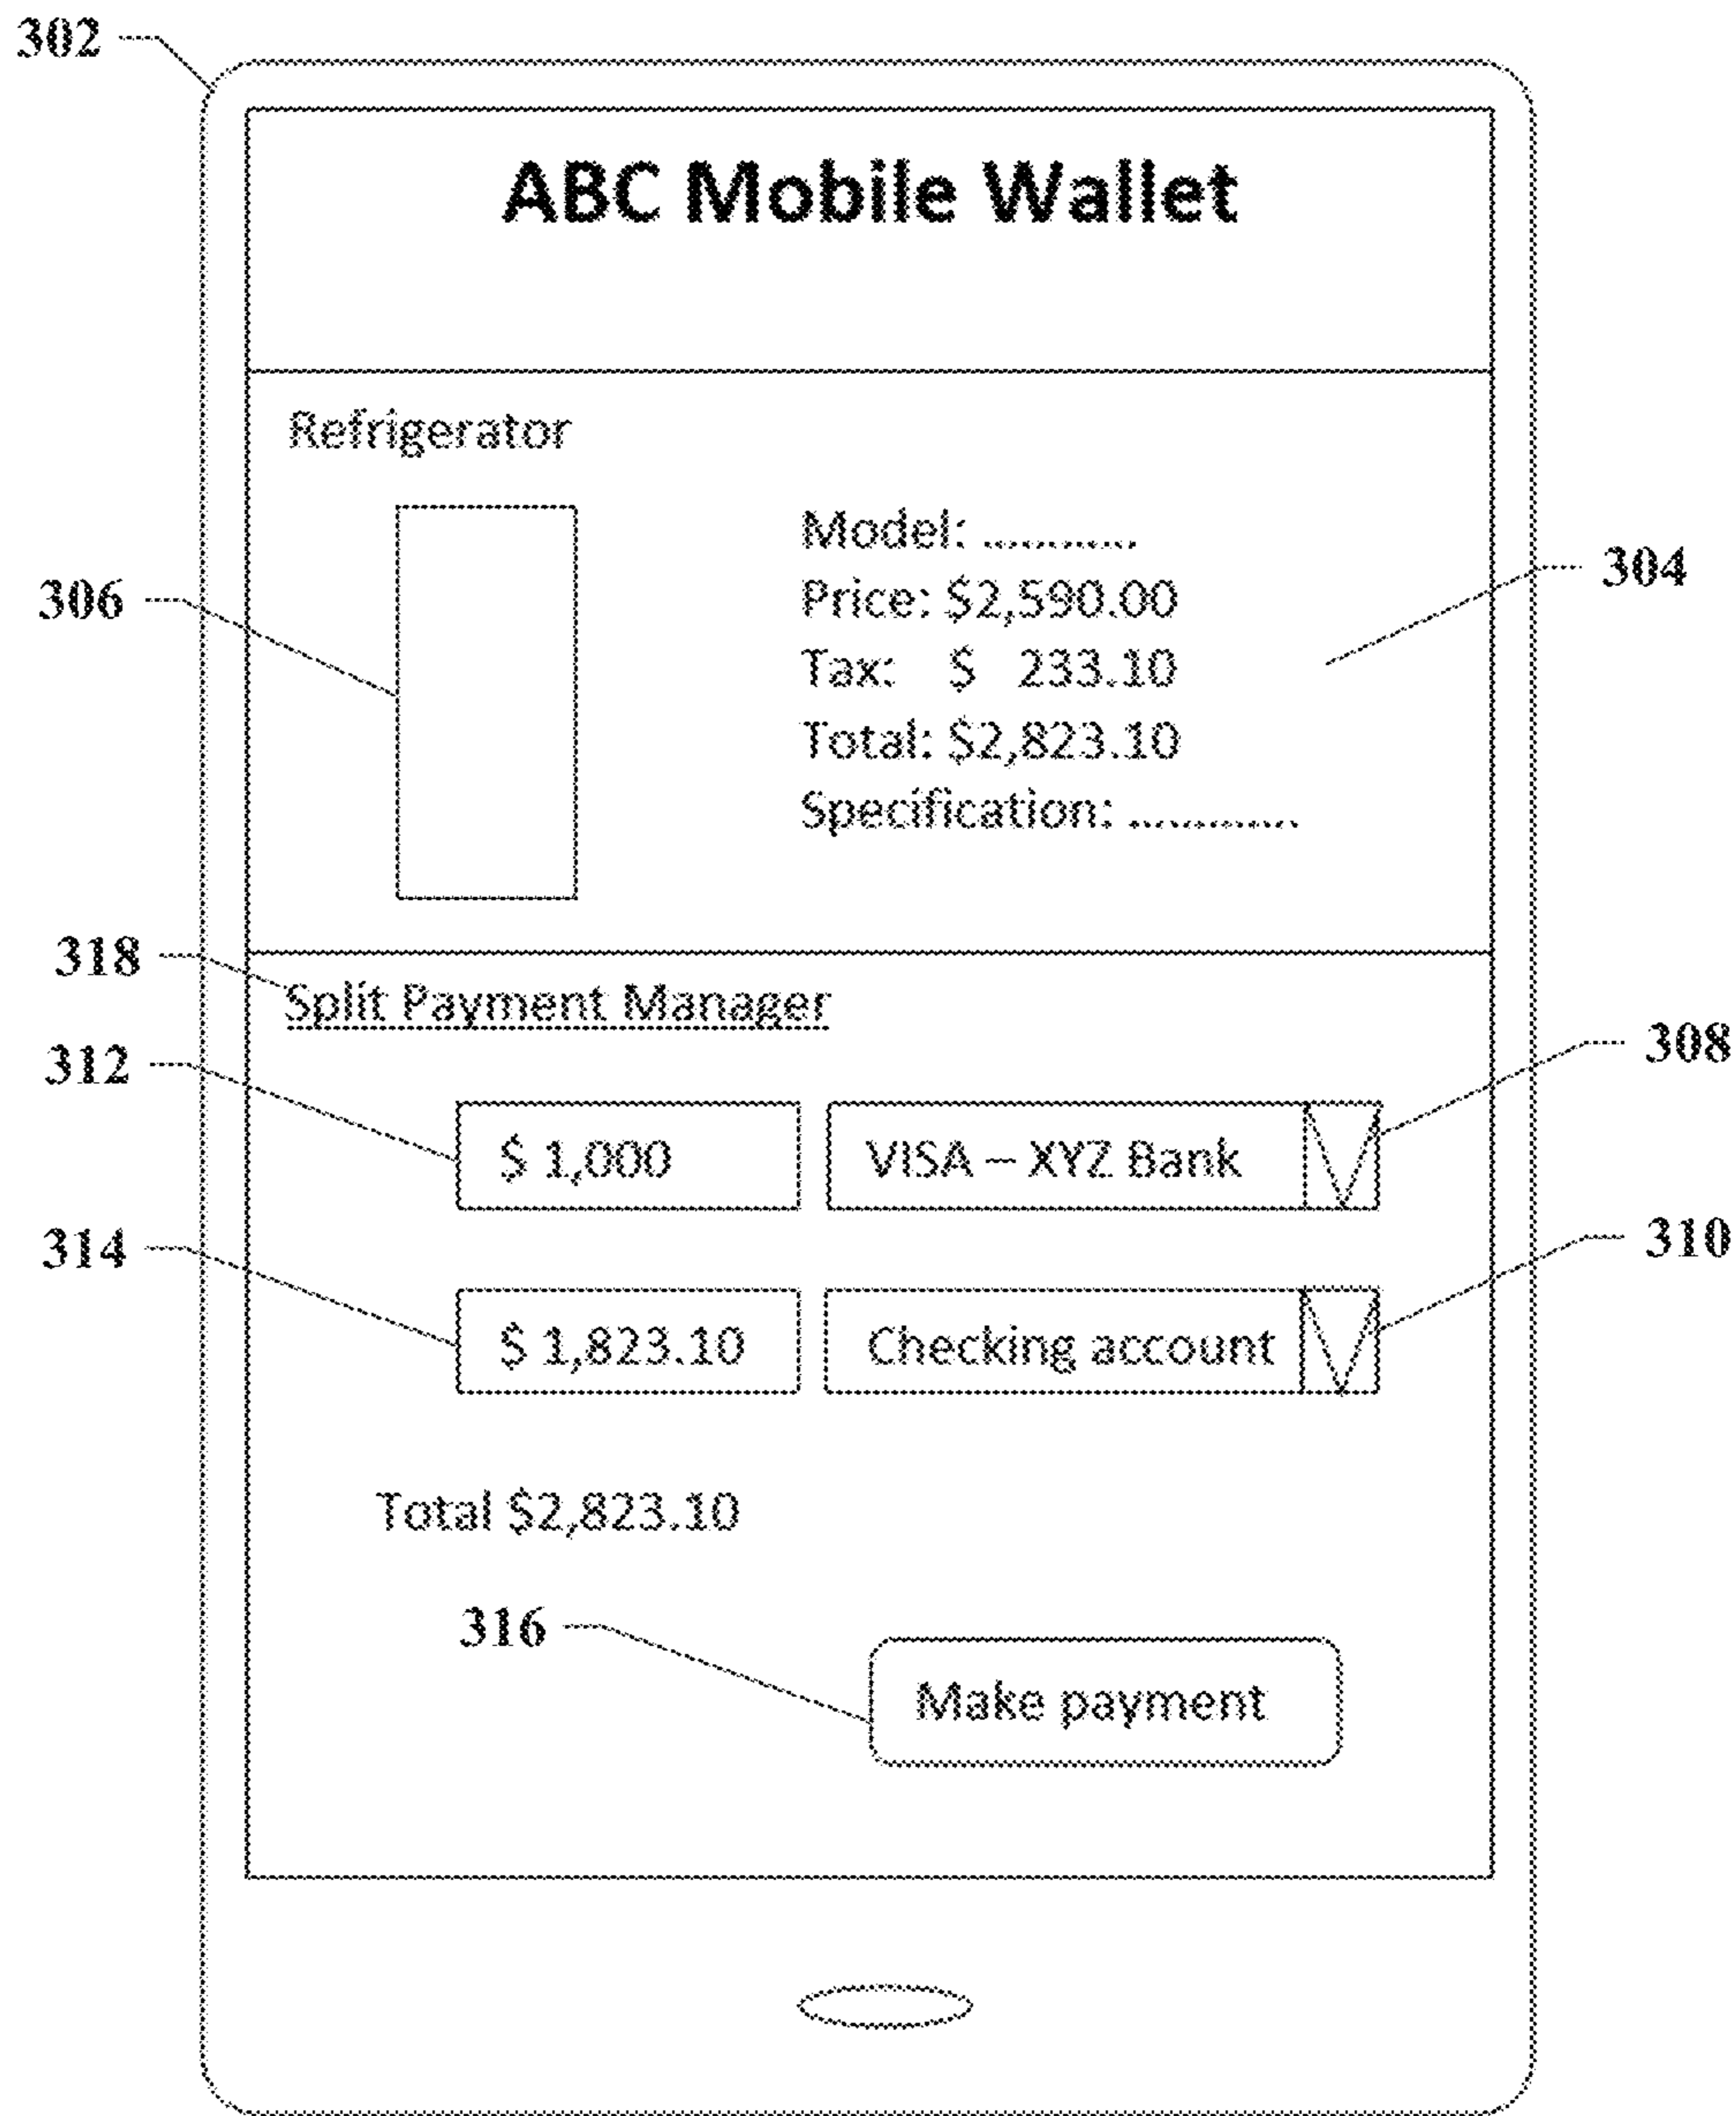 302
ABC Mobile Wallet
Refrigerator
306
Model: ............
Price: $2,590.00
Tax: $ 233.10
Total: $2,823.10
Specification: .............
304
318
Split Payment Manager
312
$ 1,000
VISA – XYZ Bank
308
314
$ 1,823.10
Checking account
310
Total $2,823.10
316
Make payment